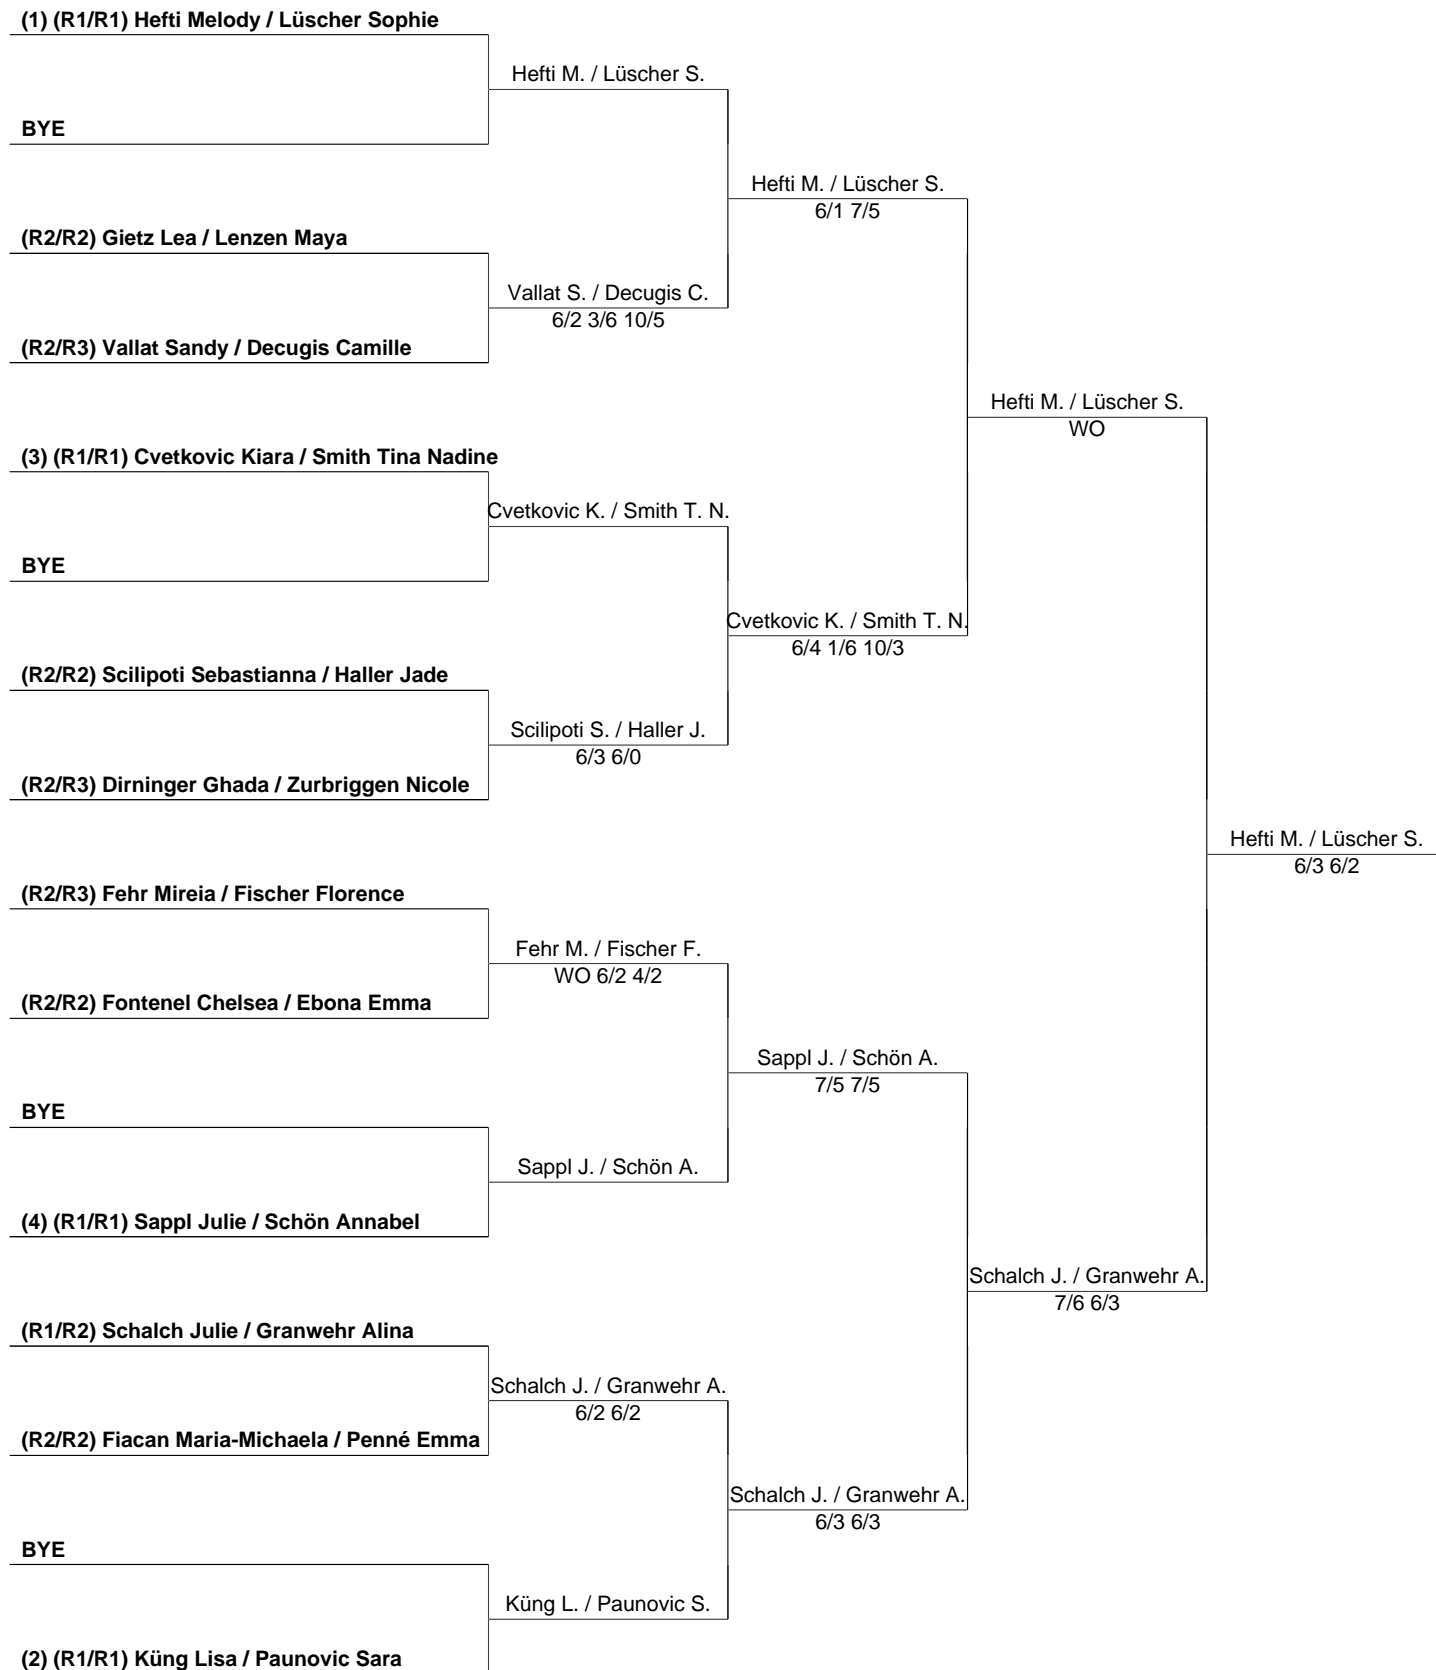 (1) (R1/R1) Hefti Melody / Lüscher Sophie
Hefti M. / Lüscher S.
BYE
Hefti M. / Lüscher S.
6/1 7/5
(R2/R2) Gietz Lea / Lenzen Maya
Vallat S. / Decugis C.
6/2 3/6 10/5
(R2/R3) Vallat Sandy / Decugis Camille
Hefti M. / Lüscher S.
WO
(3) (R1/R1) Cvetkovic Kiara / Smith Tina Nadine
Cvetkovic K. / Smith T. N.
BYE
Cvetkovic K. / Smith T. N.
6/4 1/6 10/3
(R2/R2) Scilipoti Sebastianna / Haller Jade
Scilipoti S. / Haller J.
6/3 6/0
(R2/R3) Dirninger Ghada / Zurbriggen Nicole
Hefti M. / Lüscher S.
6/3 6/2
(R2/R3) Fehr Mireia / Fischer Florence
Fehr M. / Fischer F.
WO 6/2 4/2
(R2/R2) Fontenel Chelsea / Ebona Emma
Sappl J. / Schön A.
7/5 7/5
BYE
Sappl J. / Schön A.
(4) (R1/R1) Sappl Julie / Schön Annabel
Schalch J. / Granwehr A.
7/6 6/3
(R1/R2) Schalch Julie / Granwehr Alina
Schalch J. / Granwehr A.
6/2 6/2
(R2/R2) Fiacan Maria-Michaela / Penné Emma
Schalch J. / Granwehr A.
6/3 6/3
BYE
Küng L. / Paunovic S.
(2) (R1/R1) Küng Lisa / Paunovic Sara